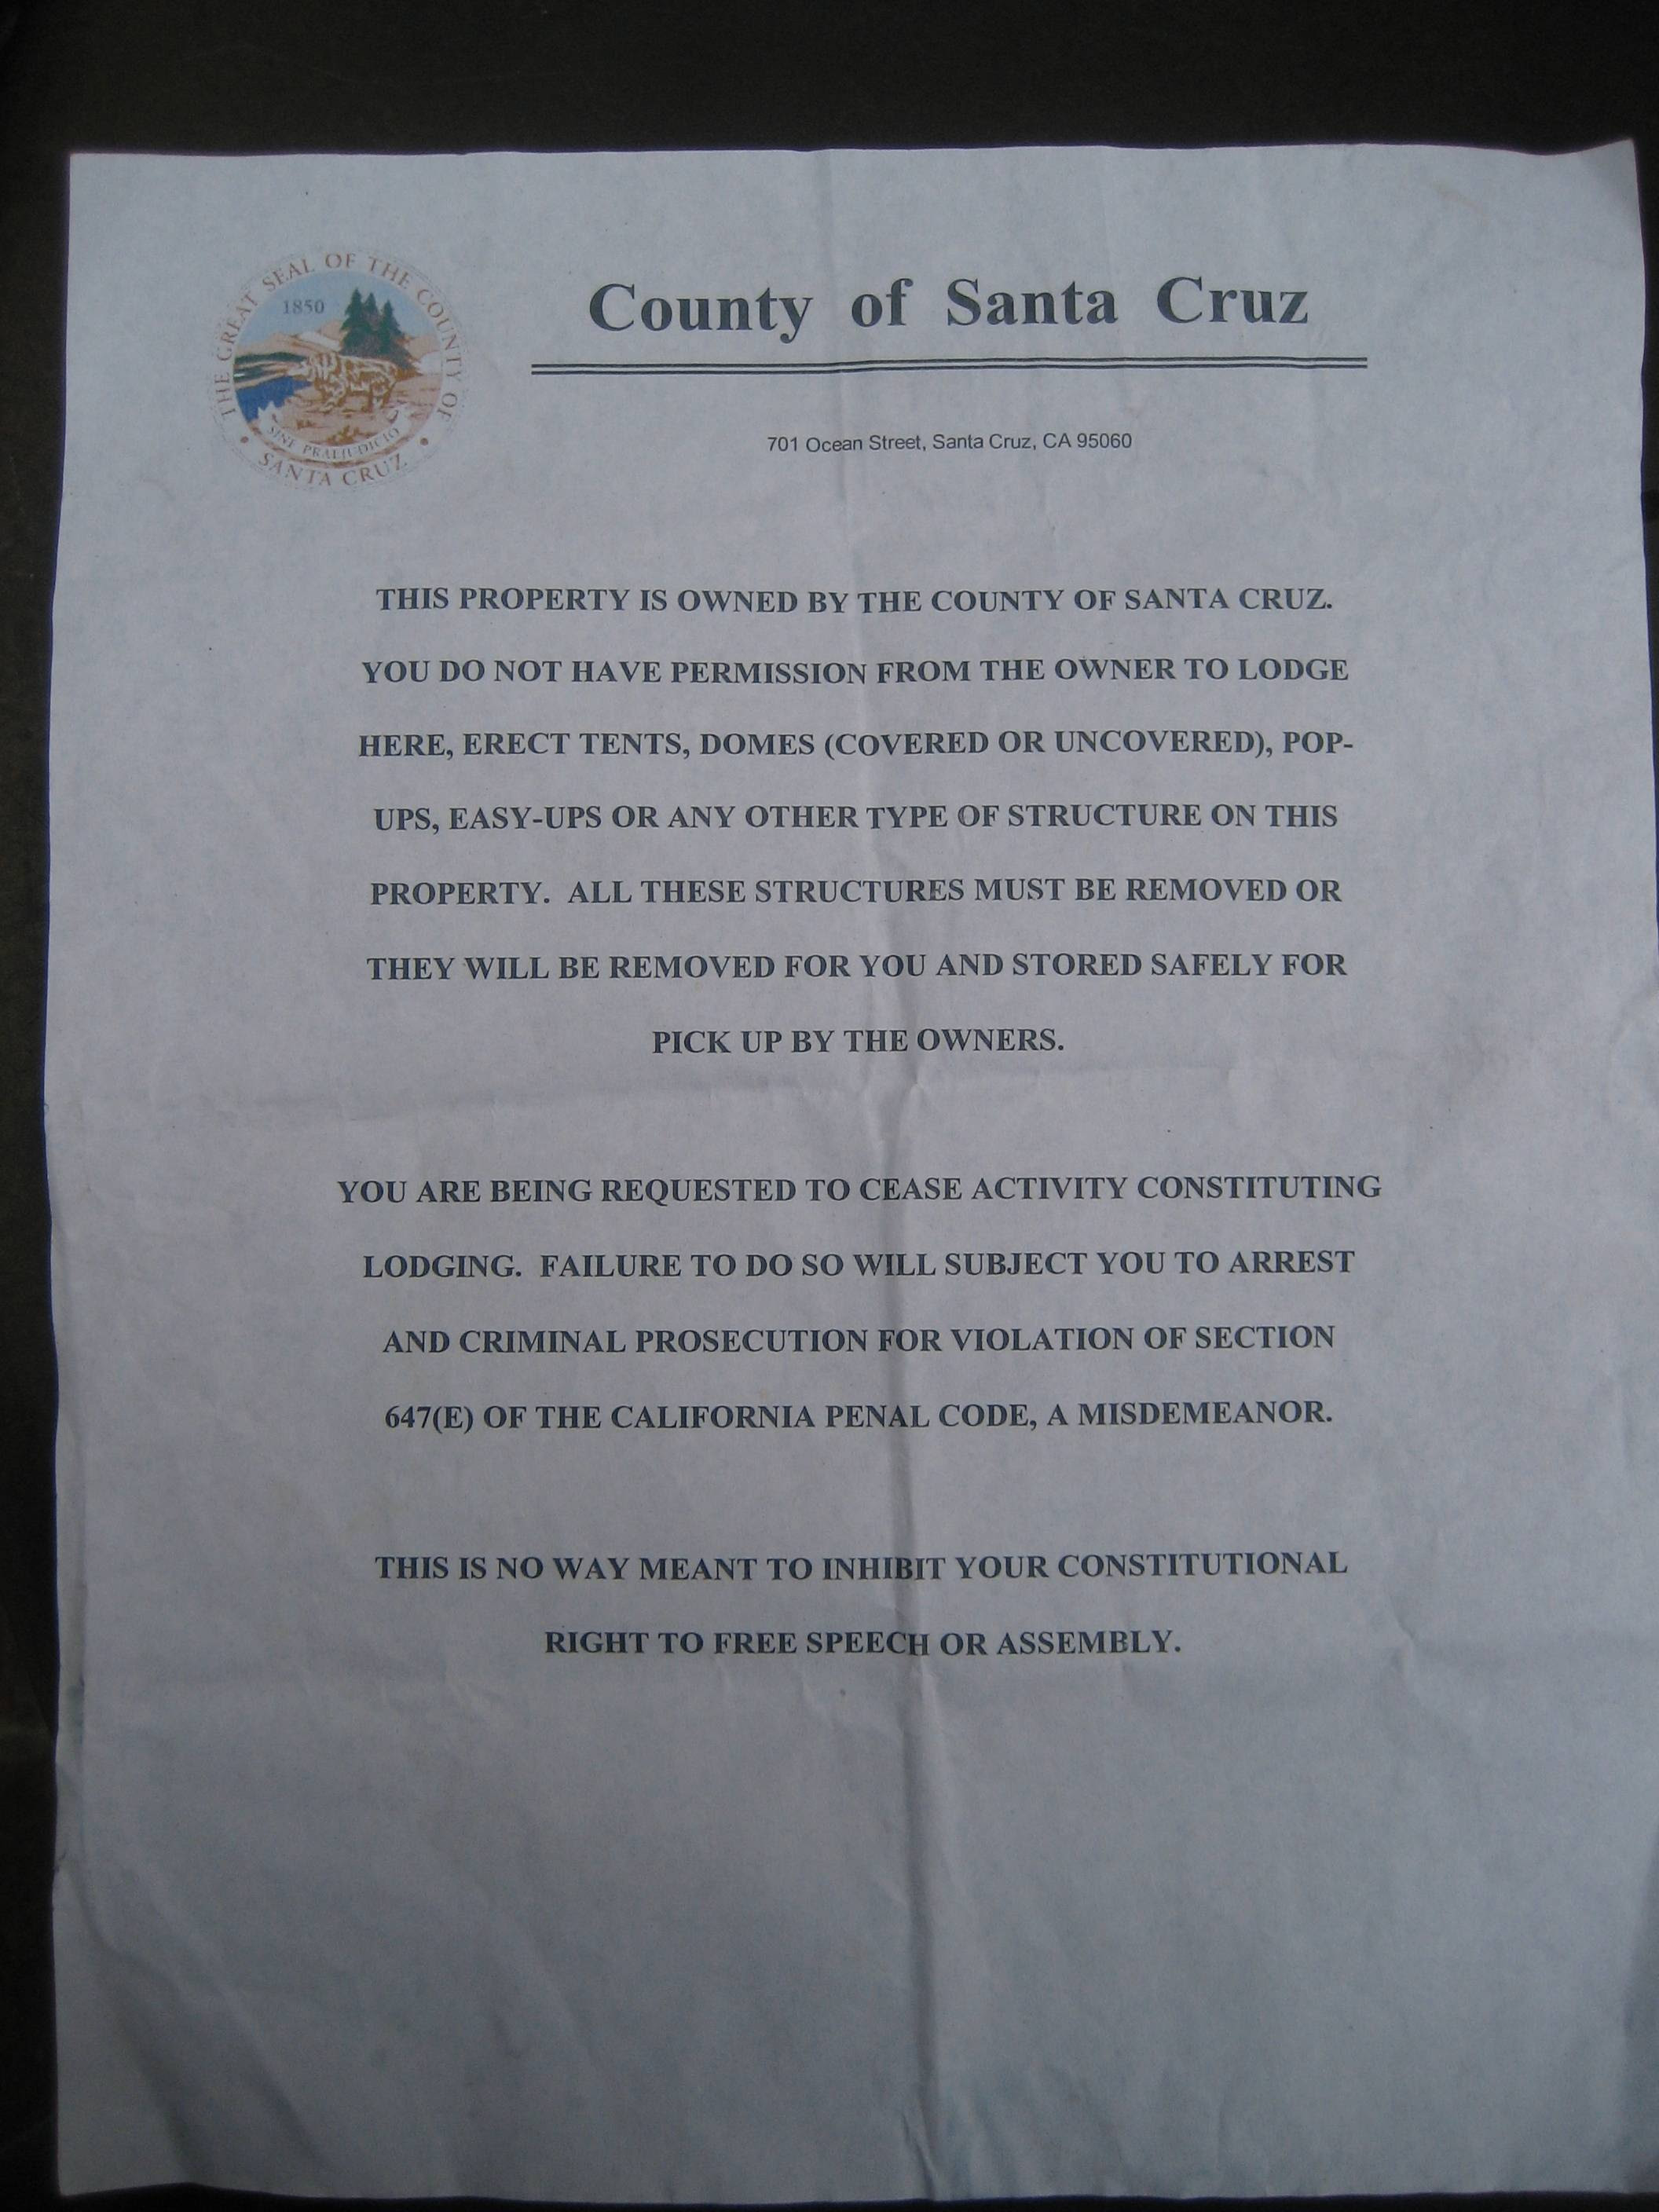 THE GREAT SEAL OF THE COUNTY OF
SANTA CRUZ
1850
SINE PRAEJUDICIO
County of Santa Cruz
701 Ocean Street, Santa Cruz, CA 95060
THIS PROPERTY IS OWNED BY THE COUNTY OF SANTA CRUZ.
YOU DO NOT HAVE PERMISSION FROM THE OWNER TO LODGE
HERE, ERECT TENTS, DOMES (COVERED OR UNCOVERED), POP-
UPS, EASY-UPS OR ANY OTHER TYPE OF STRUCTURE ON THIS
PROPERTY. ALL THESE STRUCTURES MUST BE REMOVED OR
THEY WILL BE REMOVED FOR YOU AND STORED SAFELY FOR
PICK UP BY THE OWNERS.
YOU ARE BEING REQUESTED TO CEASE ACTIVITY CONSTITUTING
LODGING. FAILURE TO DO SO WILL SUBJECT YOU TO ARREST
AND CRIMINAL PROSECUTION FOR VIOLATION OF SECTION
647(E) OF THE CALIFORNIA PENAL CODE, A MISDEMEANOR.
THIS IS NO WAY MEANT TO INHIBIT YOUR CONSTITUTIONAL
RIGHT TO FREE SPEECH OR ASSEMBLY.